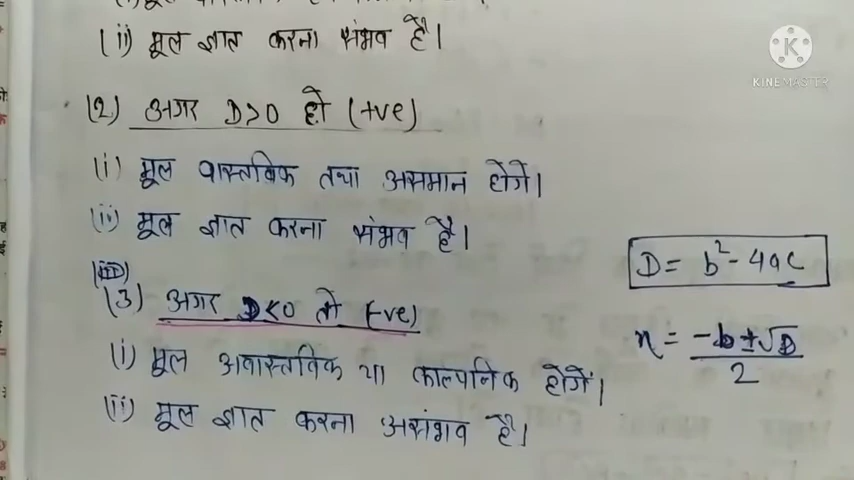 (ii) मूल ज्ञात करना संभव है।
K
KINEMASTER
(2) अगर D>0 हो (+ve)
(i) मूल वास्तविक तथा असमान होंगे।
(ii) मूल ज्ञात करना संभव है।
D = b² - 4ac
(3) अगर D<0 तो (-ve)
x = -b ± √D / 2
(i) मूल अवास्तविक या काल्पनिक होंगें।
(ii) मूल ज्ञात करना असंभव है।